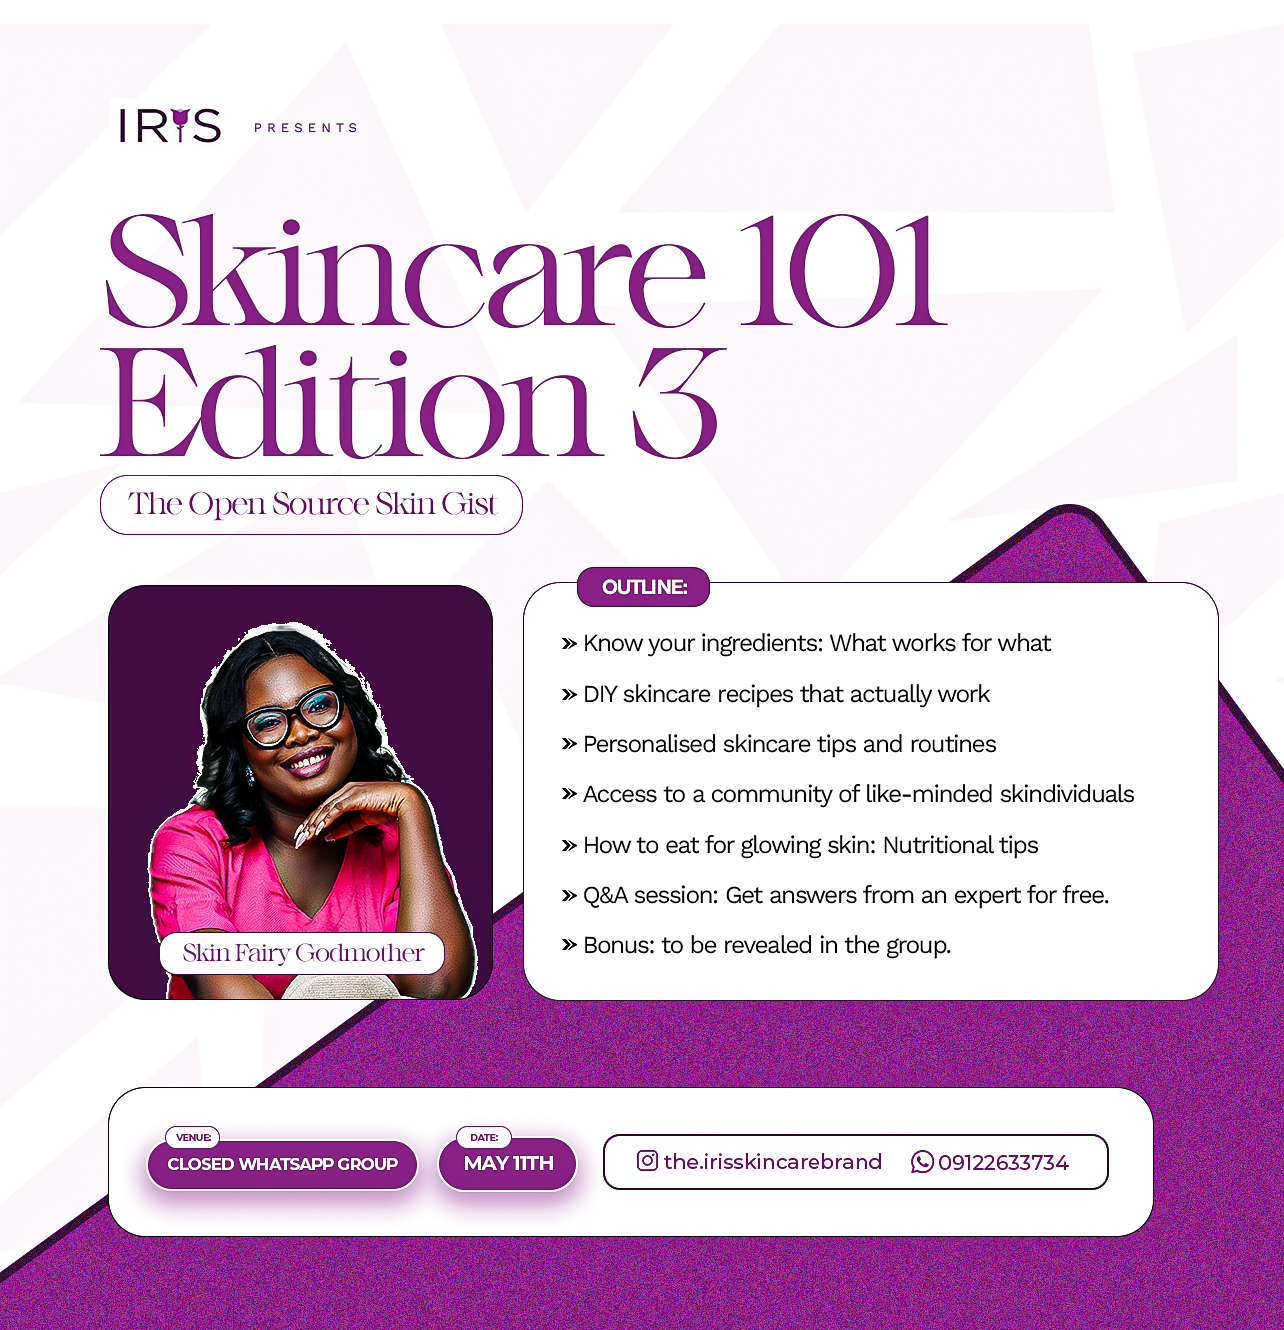 IRIS PRESENTS
Skincare 101
Edition 3
The Open Source Skin Gist
Skin Fairy Godmother
OUTLINE:
» Know your ingredients: What works for what
» DIY skincare recipes that actually work
» Personalised skincare tips and routines
» Access to a community of like-minded skindividuals
» How to eat for glowing skin: Nutritional tips
» Q&A session: Get answers from an expert for free.
» Bonus: to be revealed in the group.
VENUE:
CLOSED WHATSAPP GROUP
DATE:
MAY 11TH
the.irisskincarebrand
09122633734